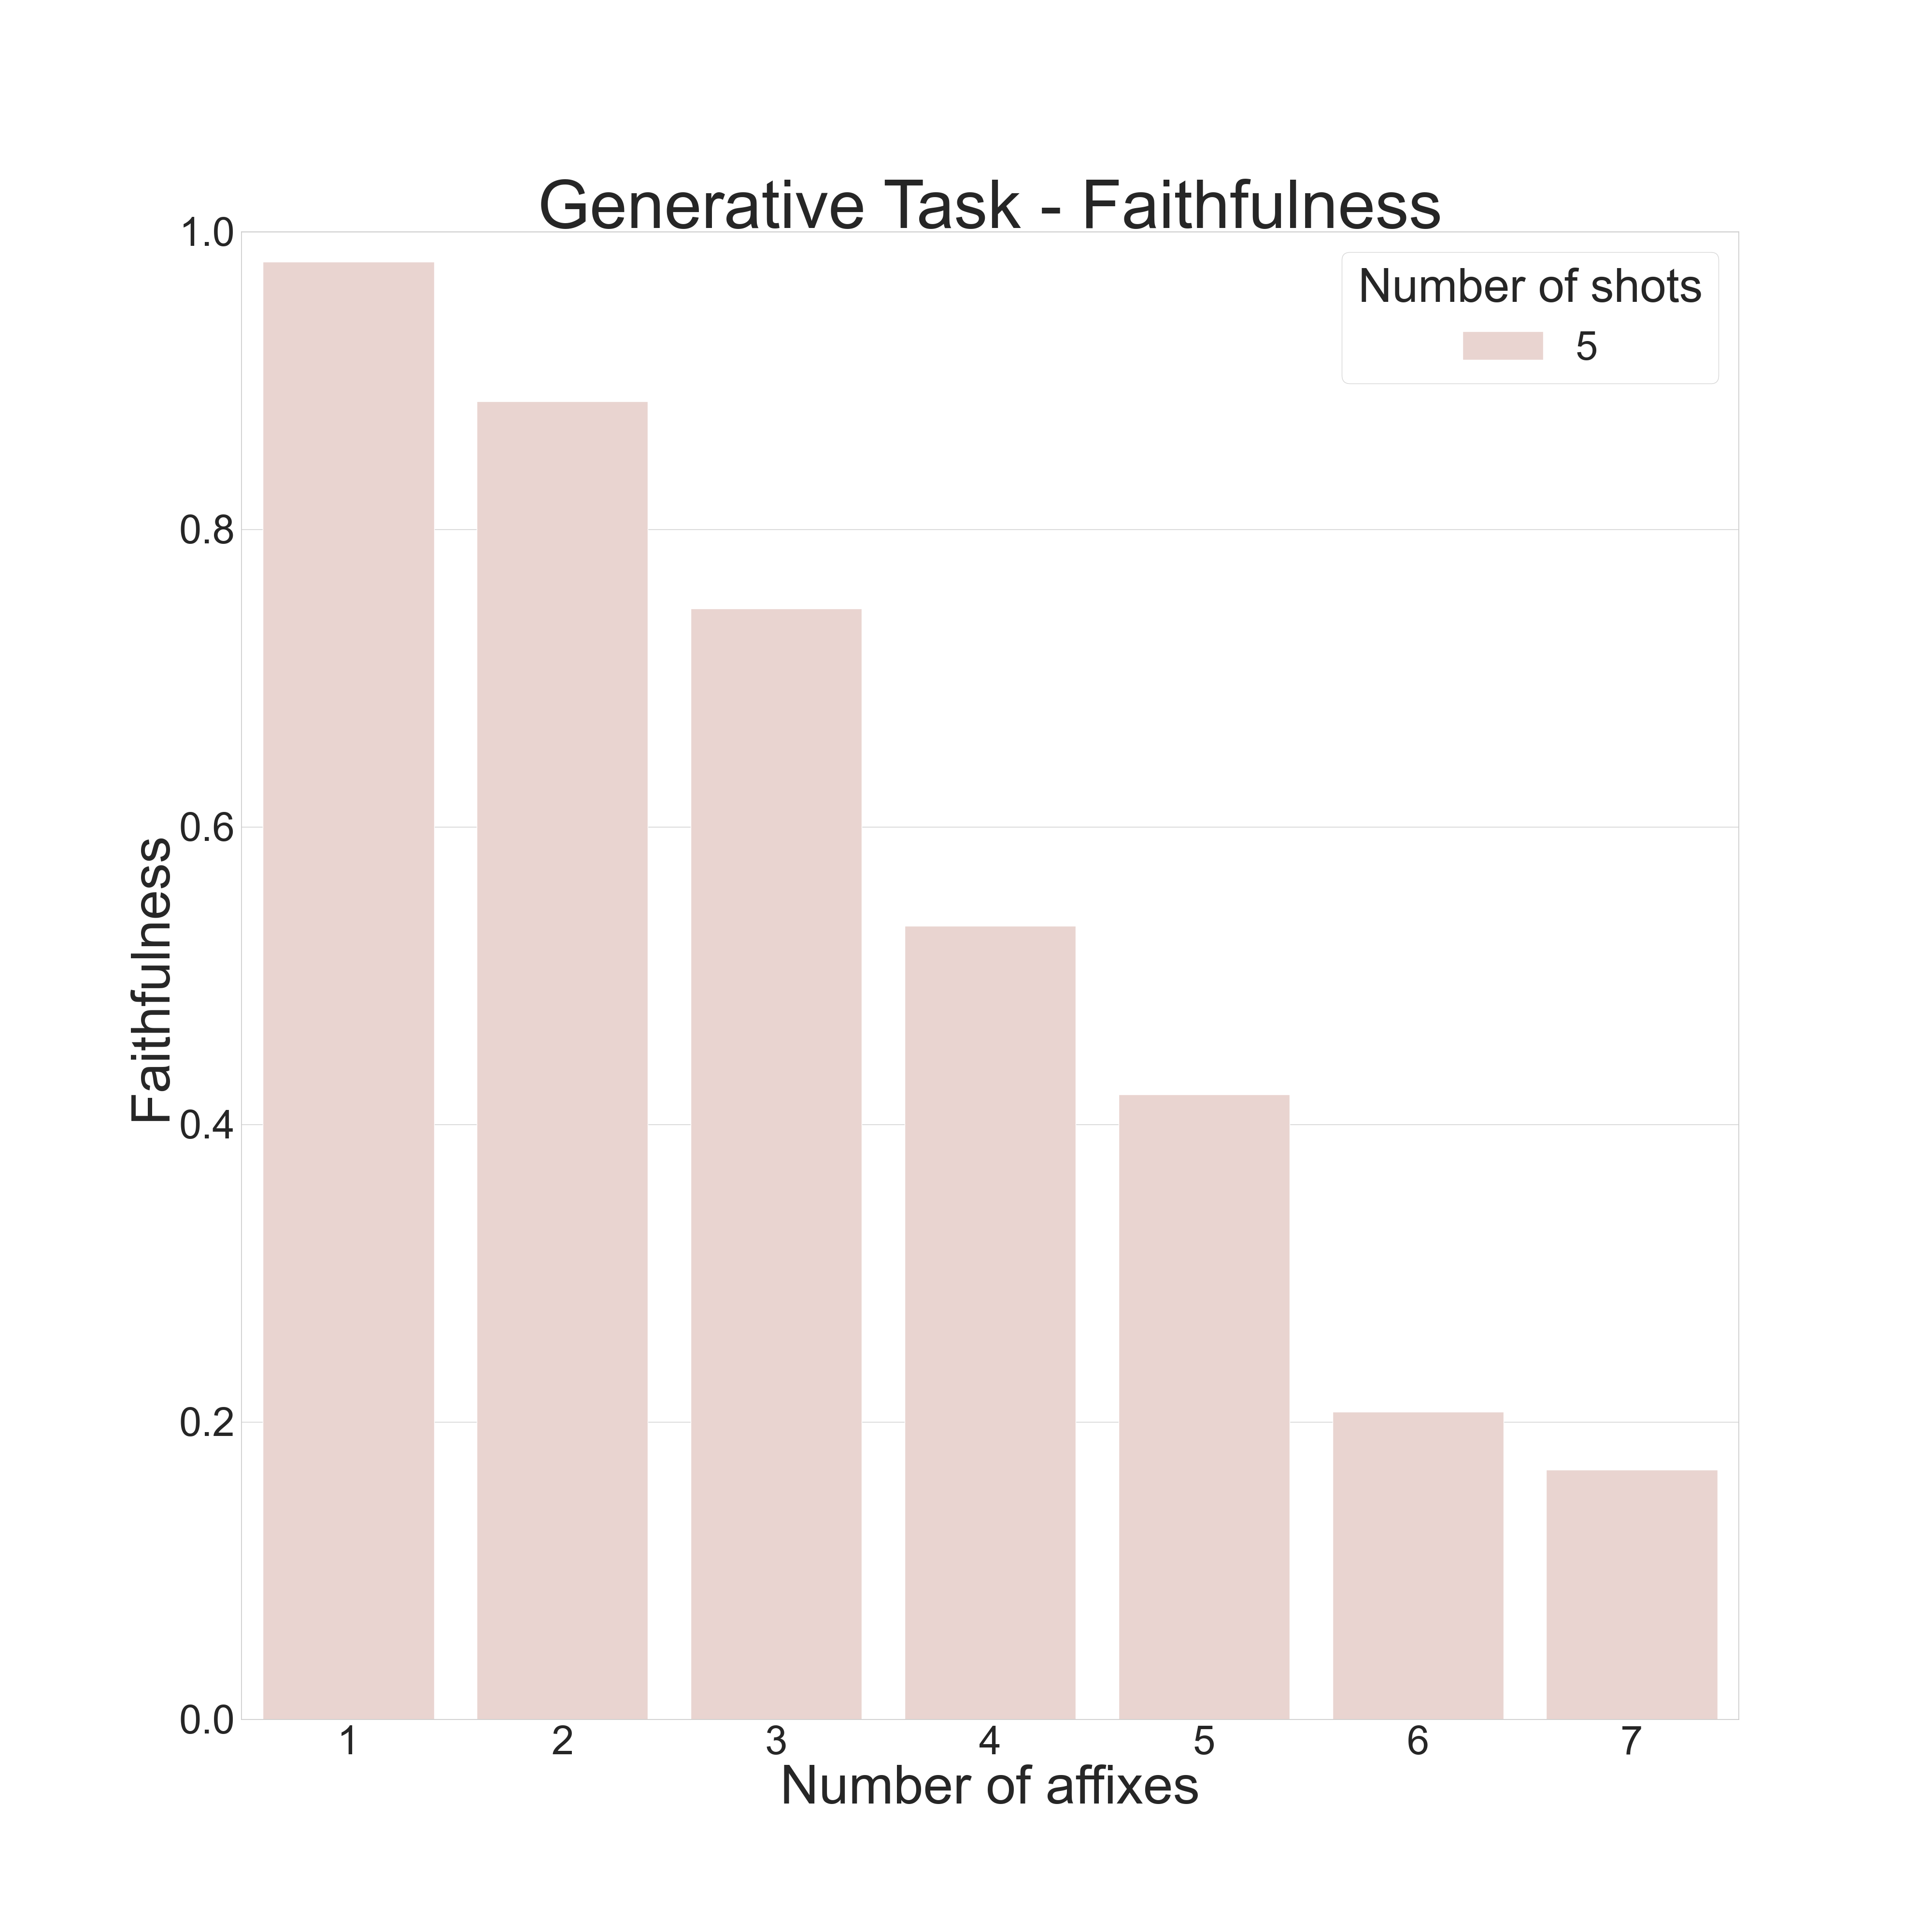 Generative Task - Faithfulness
Number of shots
5
Faithfulness
1.0
0.8
0.6
0.4
0.2
0.0
1 2 3 4 5 6 7
Number of affixes